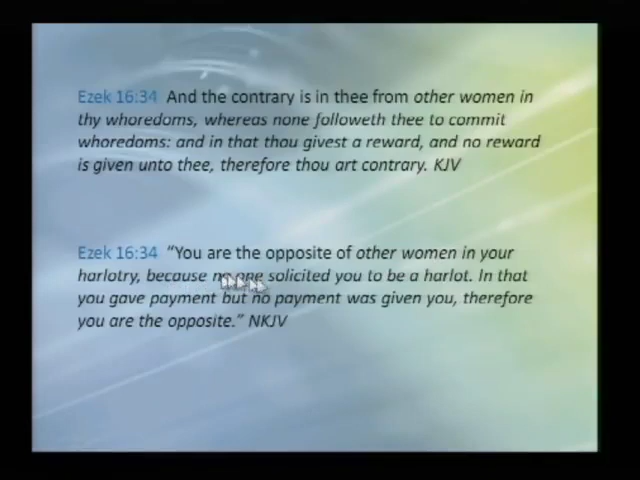 Ezek 16:34 And the contrary is in thee from other women in
thy whoredoms, whereas none followeth thee to commit
whoredoms: and in that thou givest a reward, and no reward
is given unto thee, therefore thou art contrary. KJV
Ezek 16:34 “You are the opposite of other women in your
harlotry, because no one solicited you to be a harlot. In that
you gave payment but no payment was given you, therefore
you are the opposite.” NKJV